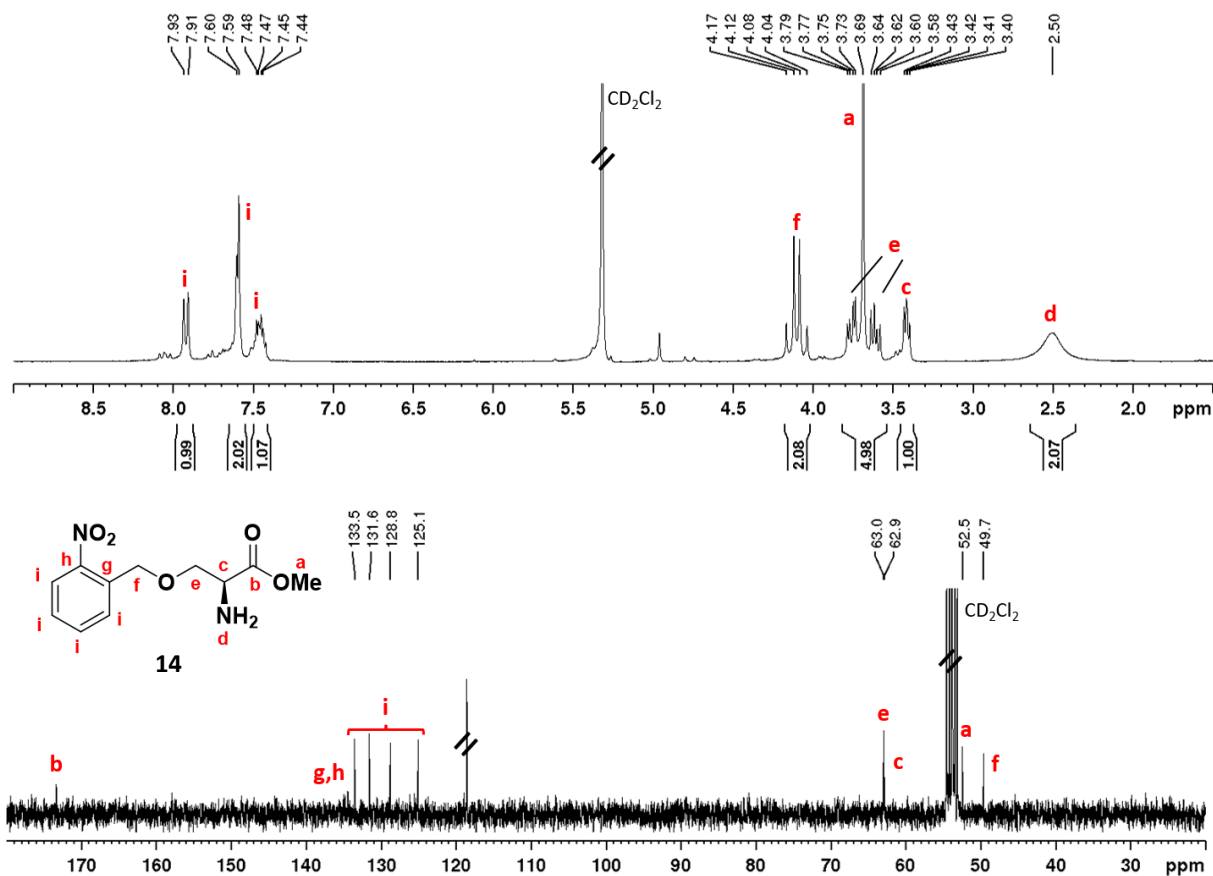 7.93 7.91 7.60 7.59 7.48 7.47 7.45 7.44 4.17 4.12 4.08 4.04 3.79 3.77 3.75 3.73 3.69 3.64 3.62 3.60 3.58 3.43 3.42 3.41 3.40 2.50
CD2Cl2
a
f i e
i i c
d
8.5 8.0 7.5 7.0 6.5 6.0 5.5 5.0 4.5 4.0 3.5 3.0 2.5 2.0 ppm
0.99 2.02 1.07 2.08 4.98 1.00 2.07
133.5 131.6 128.8 125.1 63.0 62.9 52.5 49.7
NO2 O
h g c a
i OMe
f O e b
i i NH2
i d
14
CD2Cl2
i
e a
b g,h c f
170 160 150 140 130 120 110 100 90 80 70 60 50 40 30 ppm